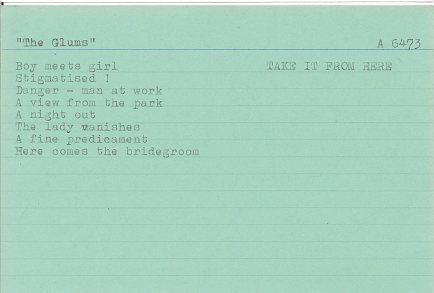 "The Glums" A 6473
Boy meets girl TAKE IT FROM HERE
Stigmatised !
Danger - man at work
A view from the park
A night out
The lady vanishes
A fine predicament
Here comes the bridegroom